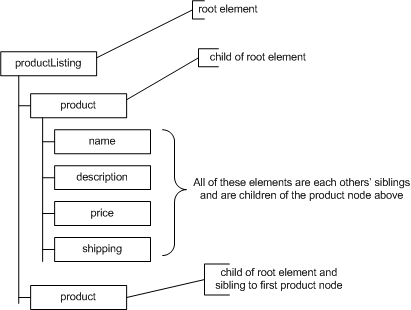 root element
productListing
child of root element
product
name
description
All of these elements are each others' siblings
and are children of the product node above
price
shipping
child of root element and
sibling to first product node
product